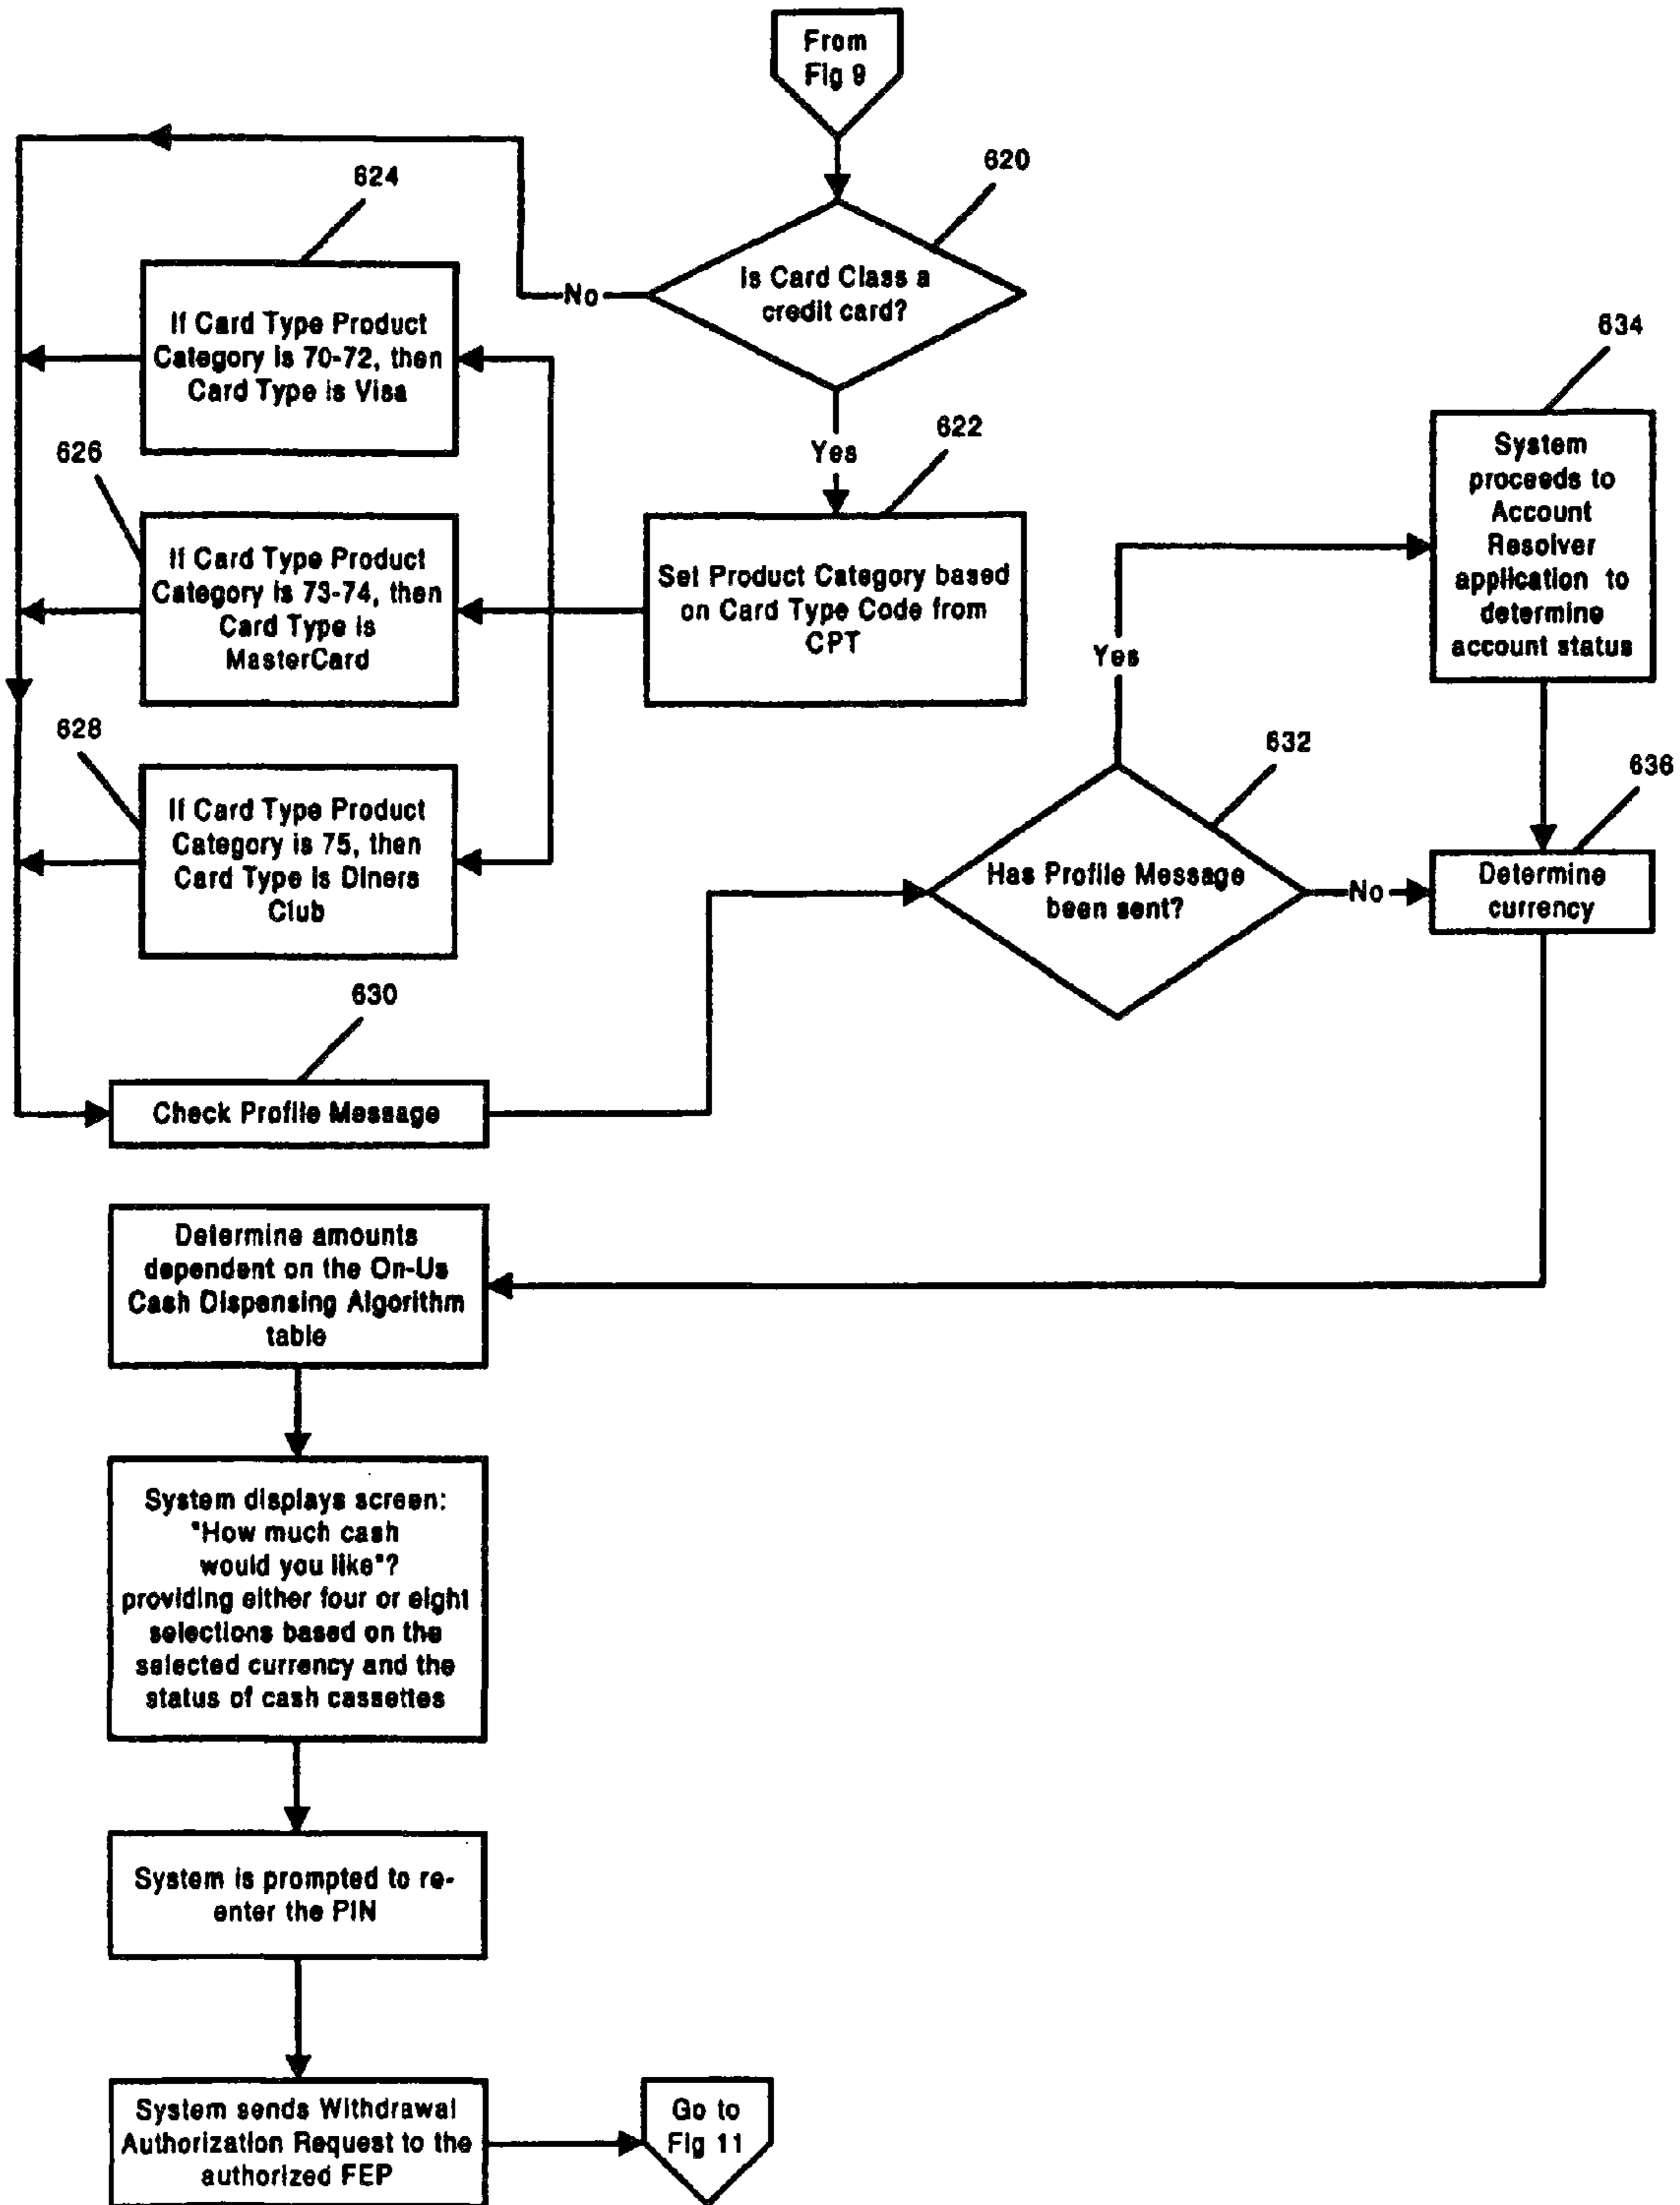 From
Fig 9
620
Is Card Class a
credit card?
No
Yes
624
If Card Type Product
Category is 70-72, then
Card Type is Visa
622
Set Product Category based
on Card Type Code from
CPT
626
If Card Type Product
Category is 73-74, then
Card Type is
MasterCard
628
If Card Type Product
Category is 75, then
Card Type is Diners
Club
630
Check Profile Message
632
Has Profile Message
been sent?
Yes
No
634
System
proceeds to
Account
Resolver
application to
determine
account status
636
Determine
currency
Determine amounts
dependent on the On-Us
Cash Dispensing Algorithm
table
System displays screen:
"How much cash
would you like"?
providing either four or eight
selections based on the
selected currency and the
status of cash cassettes
System is prompted to re-
enter the PIN
System sends Withdrawal
Authorization Request to the
authorized FEP
Go to
Fig 11